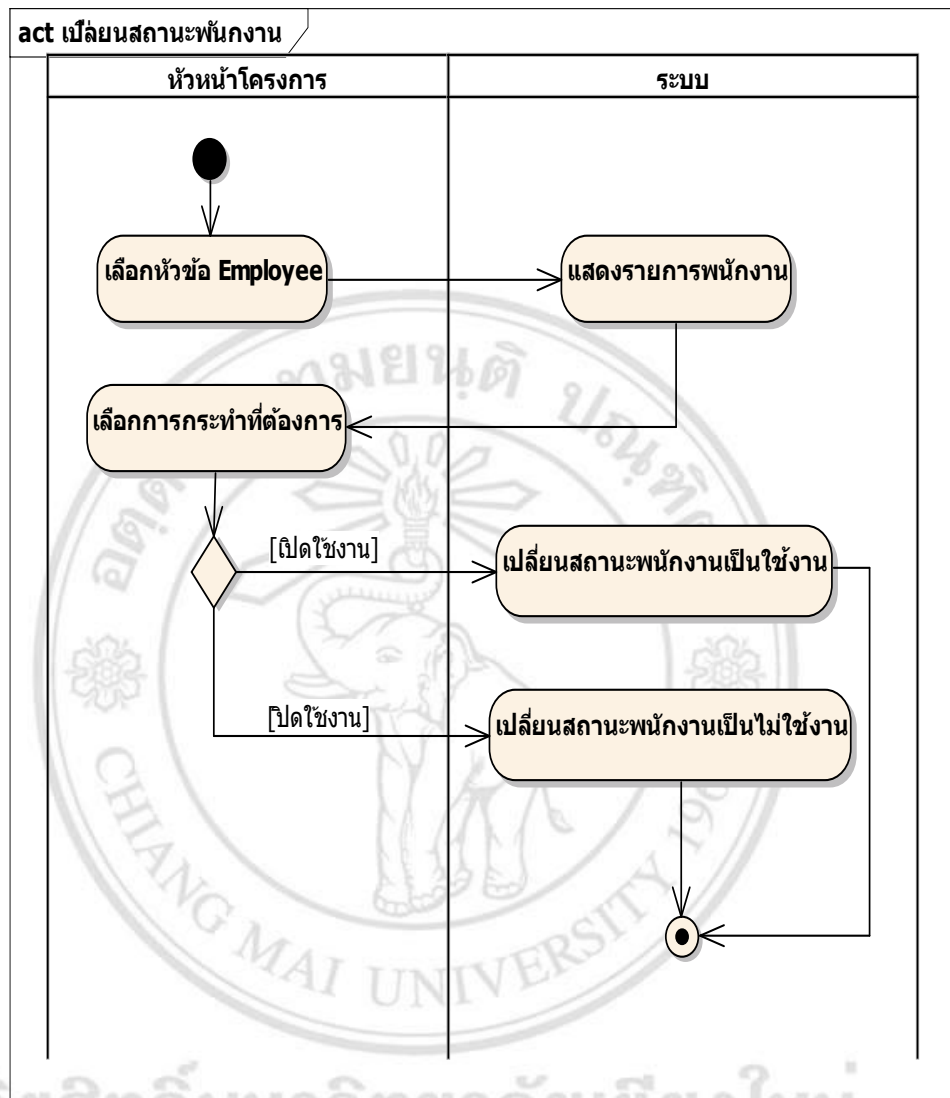 act เปลี่ยนสถานะพนักงาน
หัวหน้าโครงการ
ระบบ
เลือกหัวข้อ Employee
แสดงรายการพนักงาน
เลือกการกระทำที่ต้องการ
[เปิดใช้งาน]
เปลี่ยนสถานะพนักงานเป็นใช้งาน
[ปิดใช้งาน]
เปลี่ยนสถานะพนักงานเป็นไม่ใช้งาน
CHIANG MAI UNIVERSITY